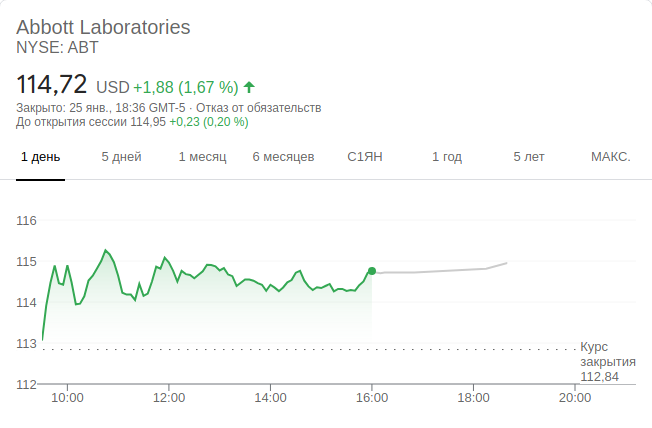 Abbott Laboratories
NYSE: ABT
114,72 USD +1,88 (1,67 %)
Закрыто: 25 янв., 18:36 GMT-5 · Отказ от обязательств
До открытия сессии 114,95 +0,23 (0,20 %)
1 день 5 дней 1 месяц 6 месяцев С1ЯН 1 год 5 лет МАКС.
116
115
114
113
112
Курс
закрытия
112,84
10:00 12:00 14:00 16:00 18:00 20:00